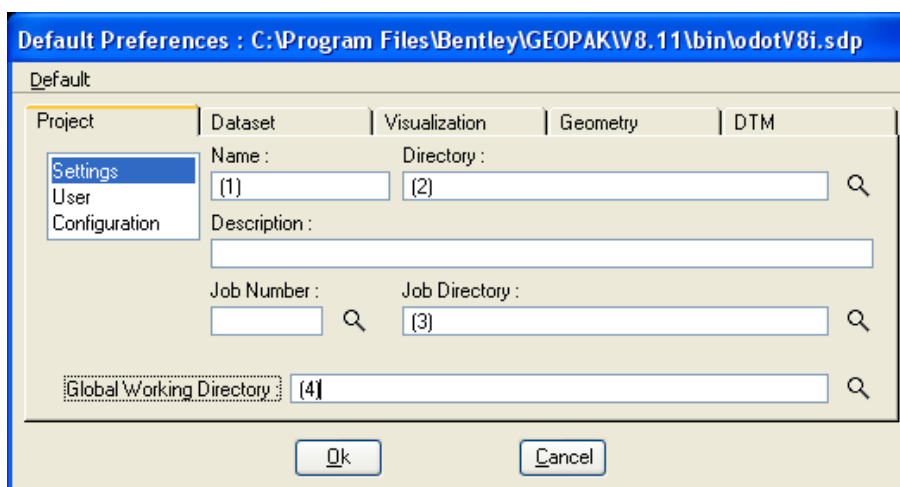 Default Preferences : C:\Program Files\Bentley\GEOPAK\V8.11\bin\odotV8i.sdp
Default
Project Dataset Visualization Geometry DTM
Settings
User
Configuration
Name : Directory :
(1) (2)
Description :
Job Number : Job Directory :
(3)
Global Working Directory : (4)
Ok Cancel